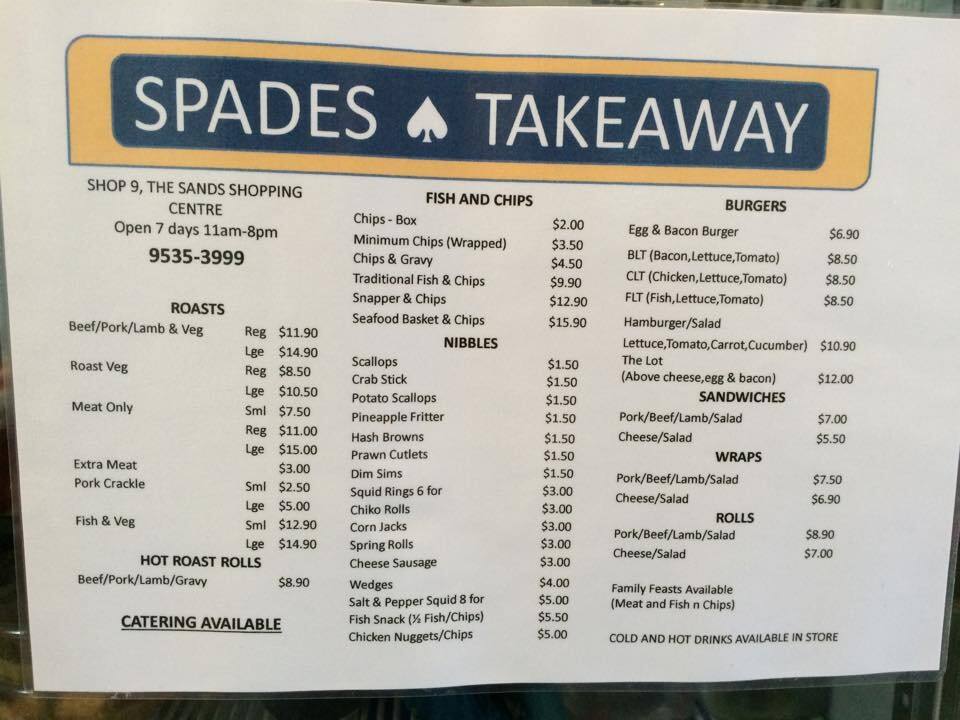 SPADES ♠ TAKEAWAY
SHOP 9, THE SANDS SHOPPING
CENTRE
Open 7 days 11am-8pm
9535-3999
ROASTS
Beef/Pork/Lamb & Veg Reg $11.90
Lge $14.90
Roast Veg Reg $8.50
Lge $10.50
Meat Only Sml $7.50
Reg $11.00
Lge $15.00
Extra Meat $3.00
Pork Crackle Sml $2.50
Lge $5.00
Fish & Veg Sml $12.90
Lge $14.90
HOT ROAST ROLLS
Beef/Pork/Lamb/Gravy $8.90
CATERING AVAILABLE
FISH AND CHIPS
Chips - Box $2.00
Minimum Chips (Wrapped) $3.50
Chips & Gravy $4.50
Traditional Fish & Chips $9.90
Snapper & Chips $12.90
Seafood Basket & Chips $15.90
NIBBLES
Scallops $1.50
Crab Stick $1.50
Potato Scallops $1.50
Pineapple Fritter $1.50
Hash Browns $1.50
Prawn Cutlets $1.50
Dim Sims $1.50
Squid Rings 6 for $3.00
Chiko Rolls $3.00
Corn Jacks $3.00
Spring Rolls $3.00
Cheese Sausage $3.00
Wedges $4.00
Salt & Pepper Squid 8 for $5.00
Fish Snack (½ Fish/Chips) $5.50
Chicken Nuggets/Chips $5.00
BURGERS
Egg & Bacon Burger $6.90
BLT (Bacon,Lettuce,Tomato) $8.50
CLT (Chicken,Lettuce,Tomato) $8.50
FLT (Fish,Lettuce,Tomato) $8.50
Hamburger/Salad
Lettuce,Tomato,Carrot,Cucumber) $10.90
The Lot
(Above cheese,egg & bacon) $12.00
SANDWICHES
Pork/Beef/Lamb/Salad $7.00
Cheese/Salad $5.50
WRAPS
Pork/Beef/Lamb/Salad $7.50
Cheese/Salad $6.90
ROLLS
Pork/Beef/Lamb/Salad $8.90
Cheese/Salad $7.00
Family Feasts Available
(Meat and Fish n Chips)
COLD AND HOT DRINKS AVAILABLE IN STORE